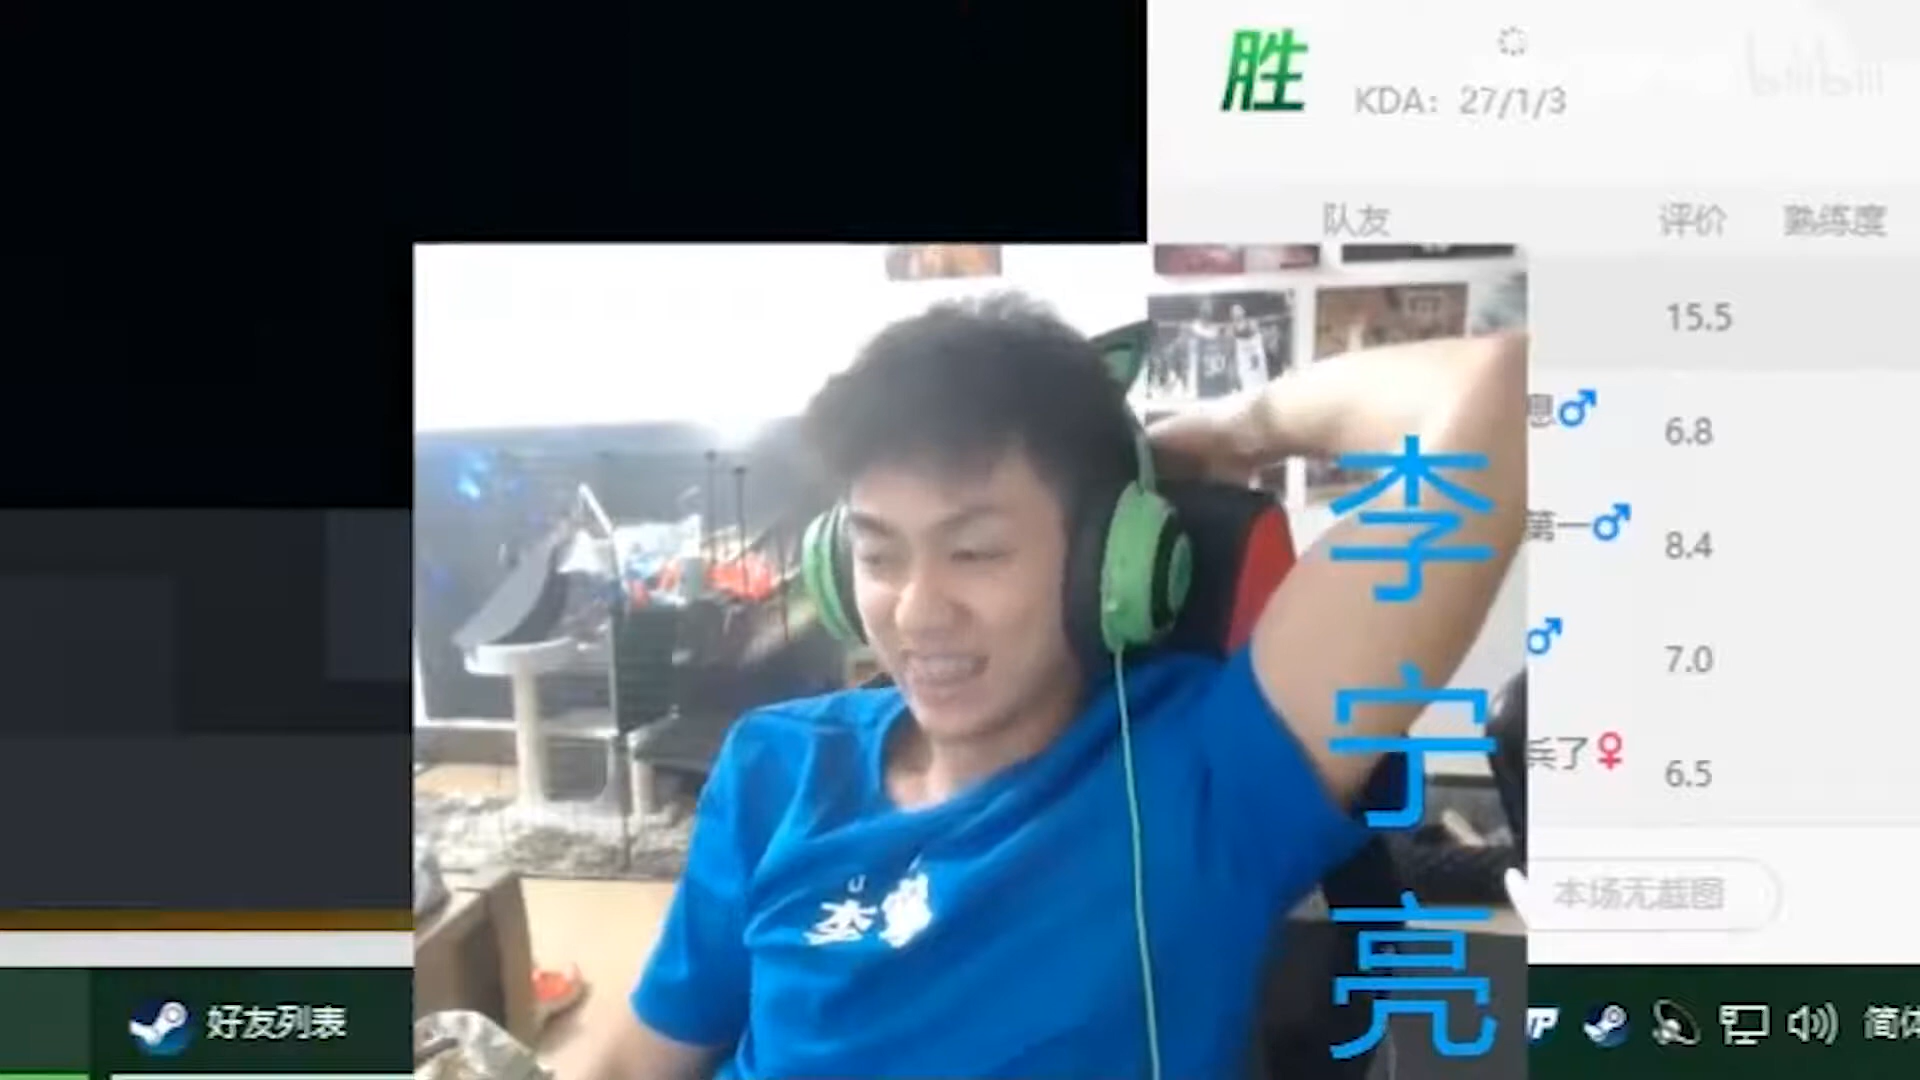 胜
KDA: 27/1/3
bilibili
队友 评价 熟练度
15.5
息♂ 6.8
第一♂ 8.4
♂ 7.0
兵了♀ 6.5
本场无截图
李宁亮
好友列表
简体